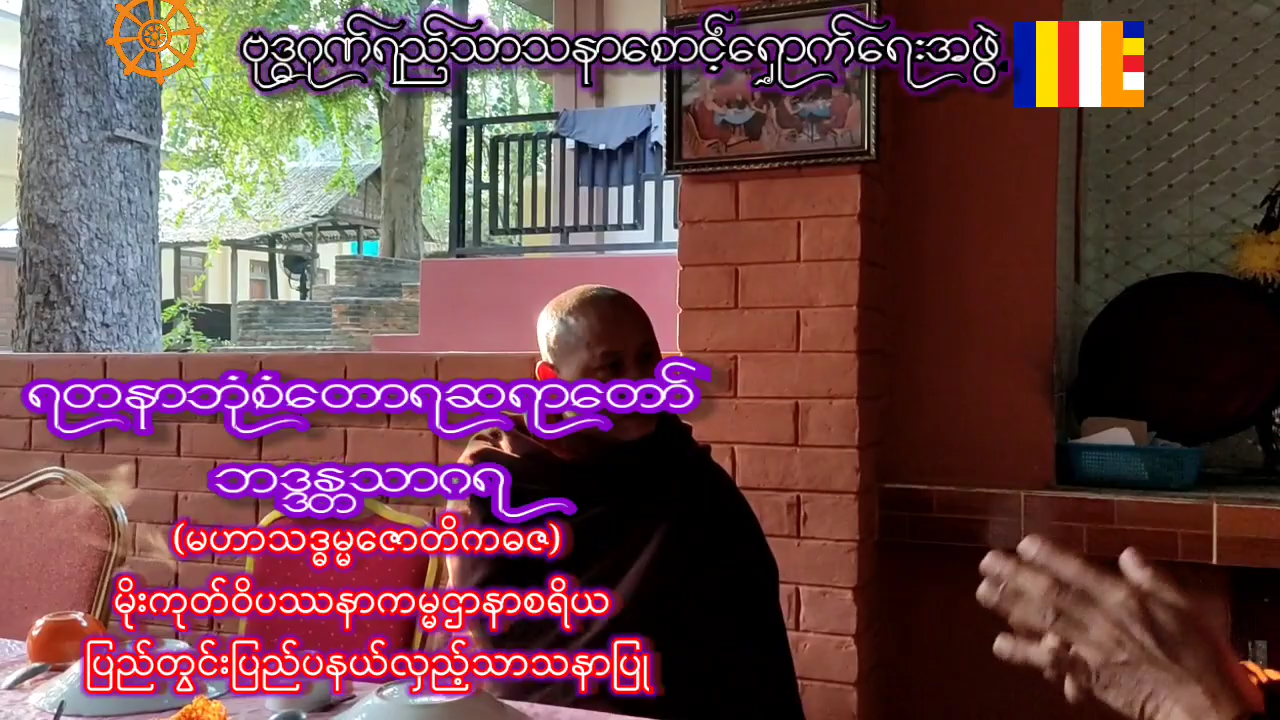 ဗုဒ္ဓဂုဏ်ရည်သာသနာစောင့်ရှောက်ရေးအဖွဲ့
ရတနာဘုံစံတောရဆရာတော်
ဘဒ္ဒန္တသာဂရ
(မဟာသဒ္ဓမ္မဇောတိကဓဇ)
မိုးကုတ်ဝိပဿနာကမ္မဋ္ဌာနာစရိယ
ပြည်တွင်းပြည်ပနယ်လှည့်သာသနာပြု